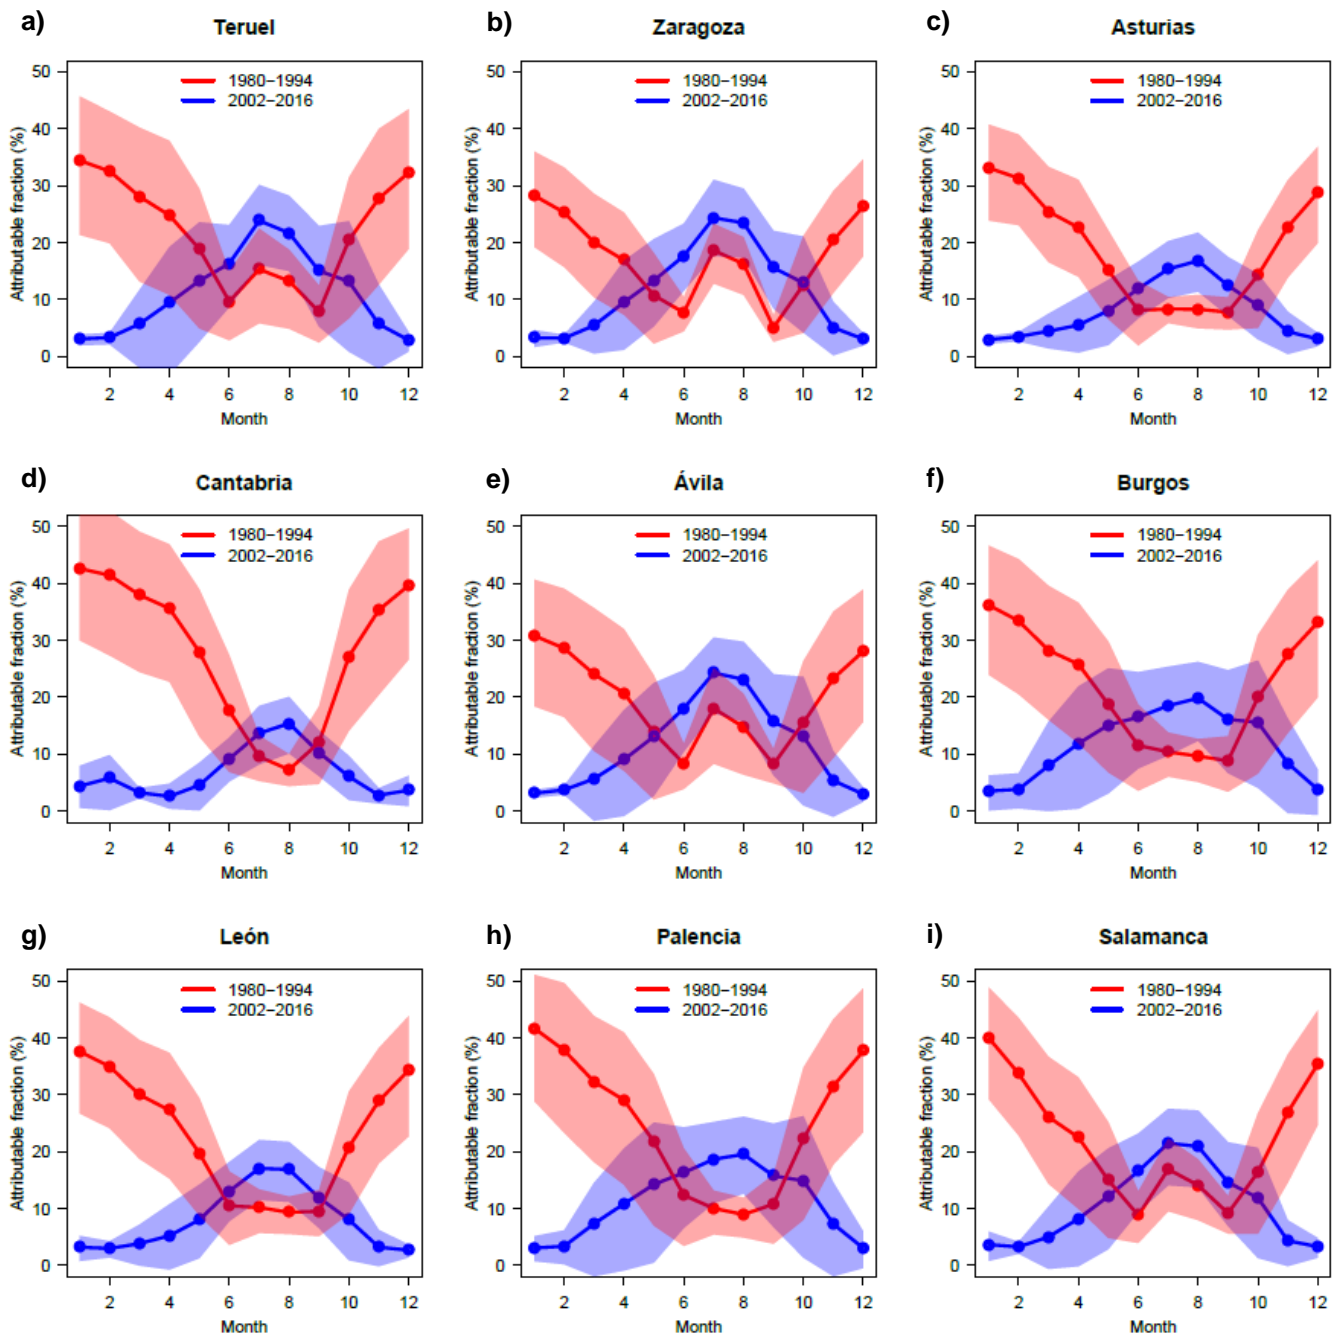 a) Teruel
50
40
30
20
10
0
Attributable fraction (%)
1980−1994
2002−2016
2 4 6 8 10 12
Month
b) Zaragoza
50
40
30
20
10
0
Attributable fraction (%)
1980−1994
2002−2016
2 4 6 8 10 12
Month
c) Asturias
50
40
30
20
10
0
Attributable fraction (%)
1980−1994
2002−2016
2 4 6 8 10 12
Month
d) Cantabria
50
40
30
20
10
0
Attributable fraction (%)
1980−1994
2002−2016
2 4 6 8 10 12
Month
e) Ávila
50
40
30
20
10
0
Attributable fraction (%)
1980−1994
2002−2016
2 4 6 8 10 12
Month
f) Burgos
50
40
30
20
10
0
Attributable fraction (%)
1980−1994
2002−2016
2 4 6 8 10 12
Month
g) León
50
40
30
20
10
0
Attributable fraction (%)
1980−1994
2002−2016
2 4 6 8 10 12
Month
h) Palencia
50
40
30
20
10
0
Attributable fraction (%)
1980−1994
2002−2016
2 4 6 8 10 12
Month
i) Salamanca
50
40
30
20
10
0
Attributable fraction (%)
1980−1994
2002−2016
2 4 6 8 10 12
Month